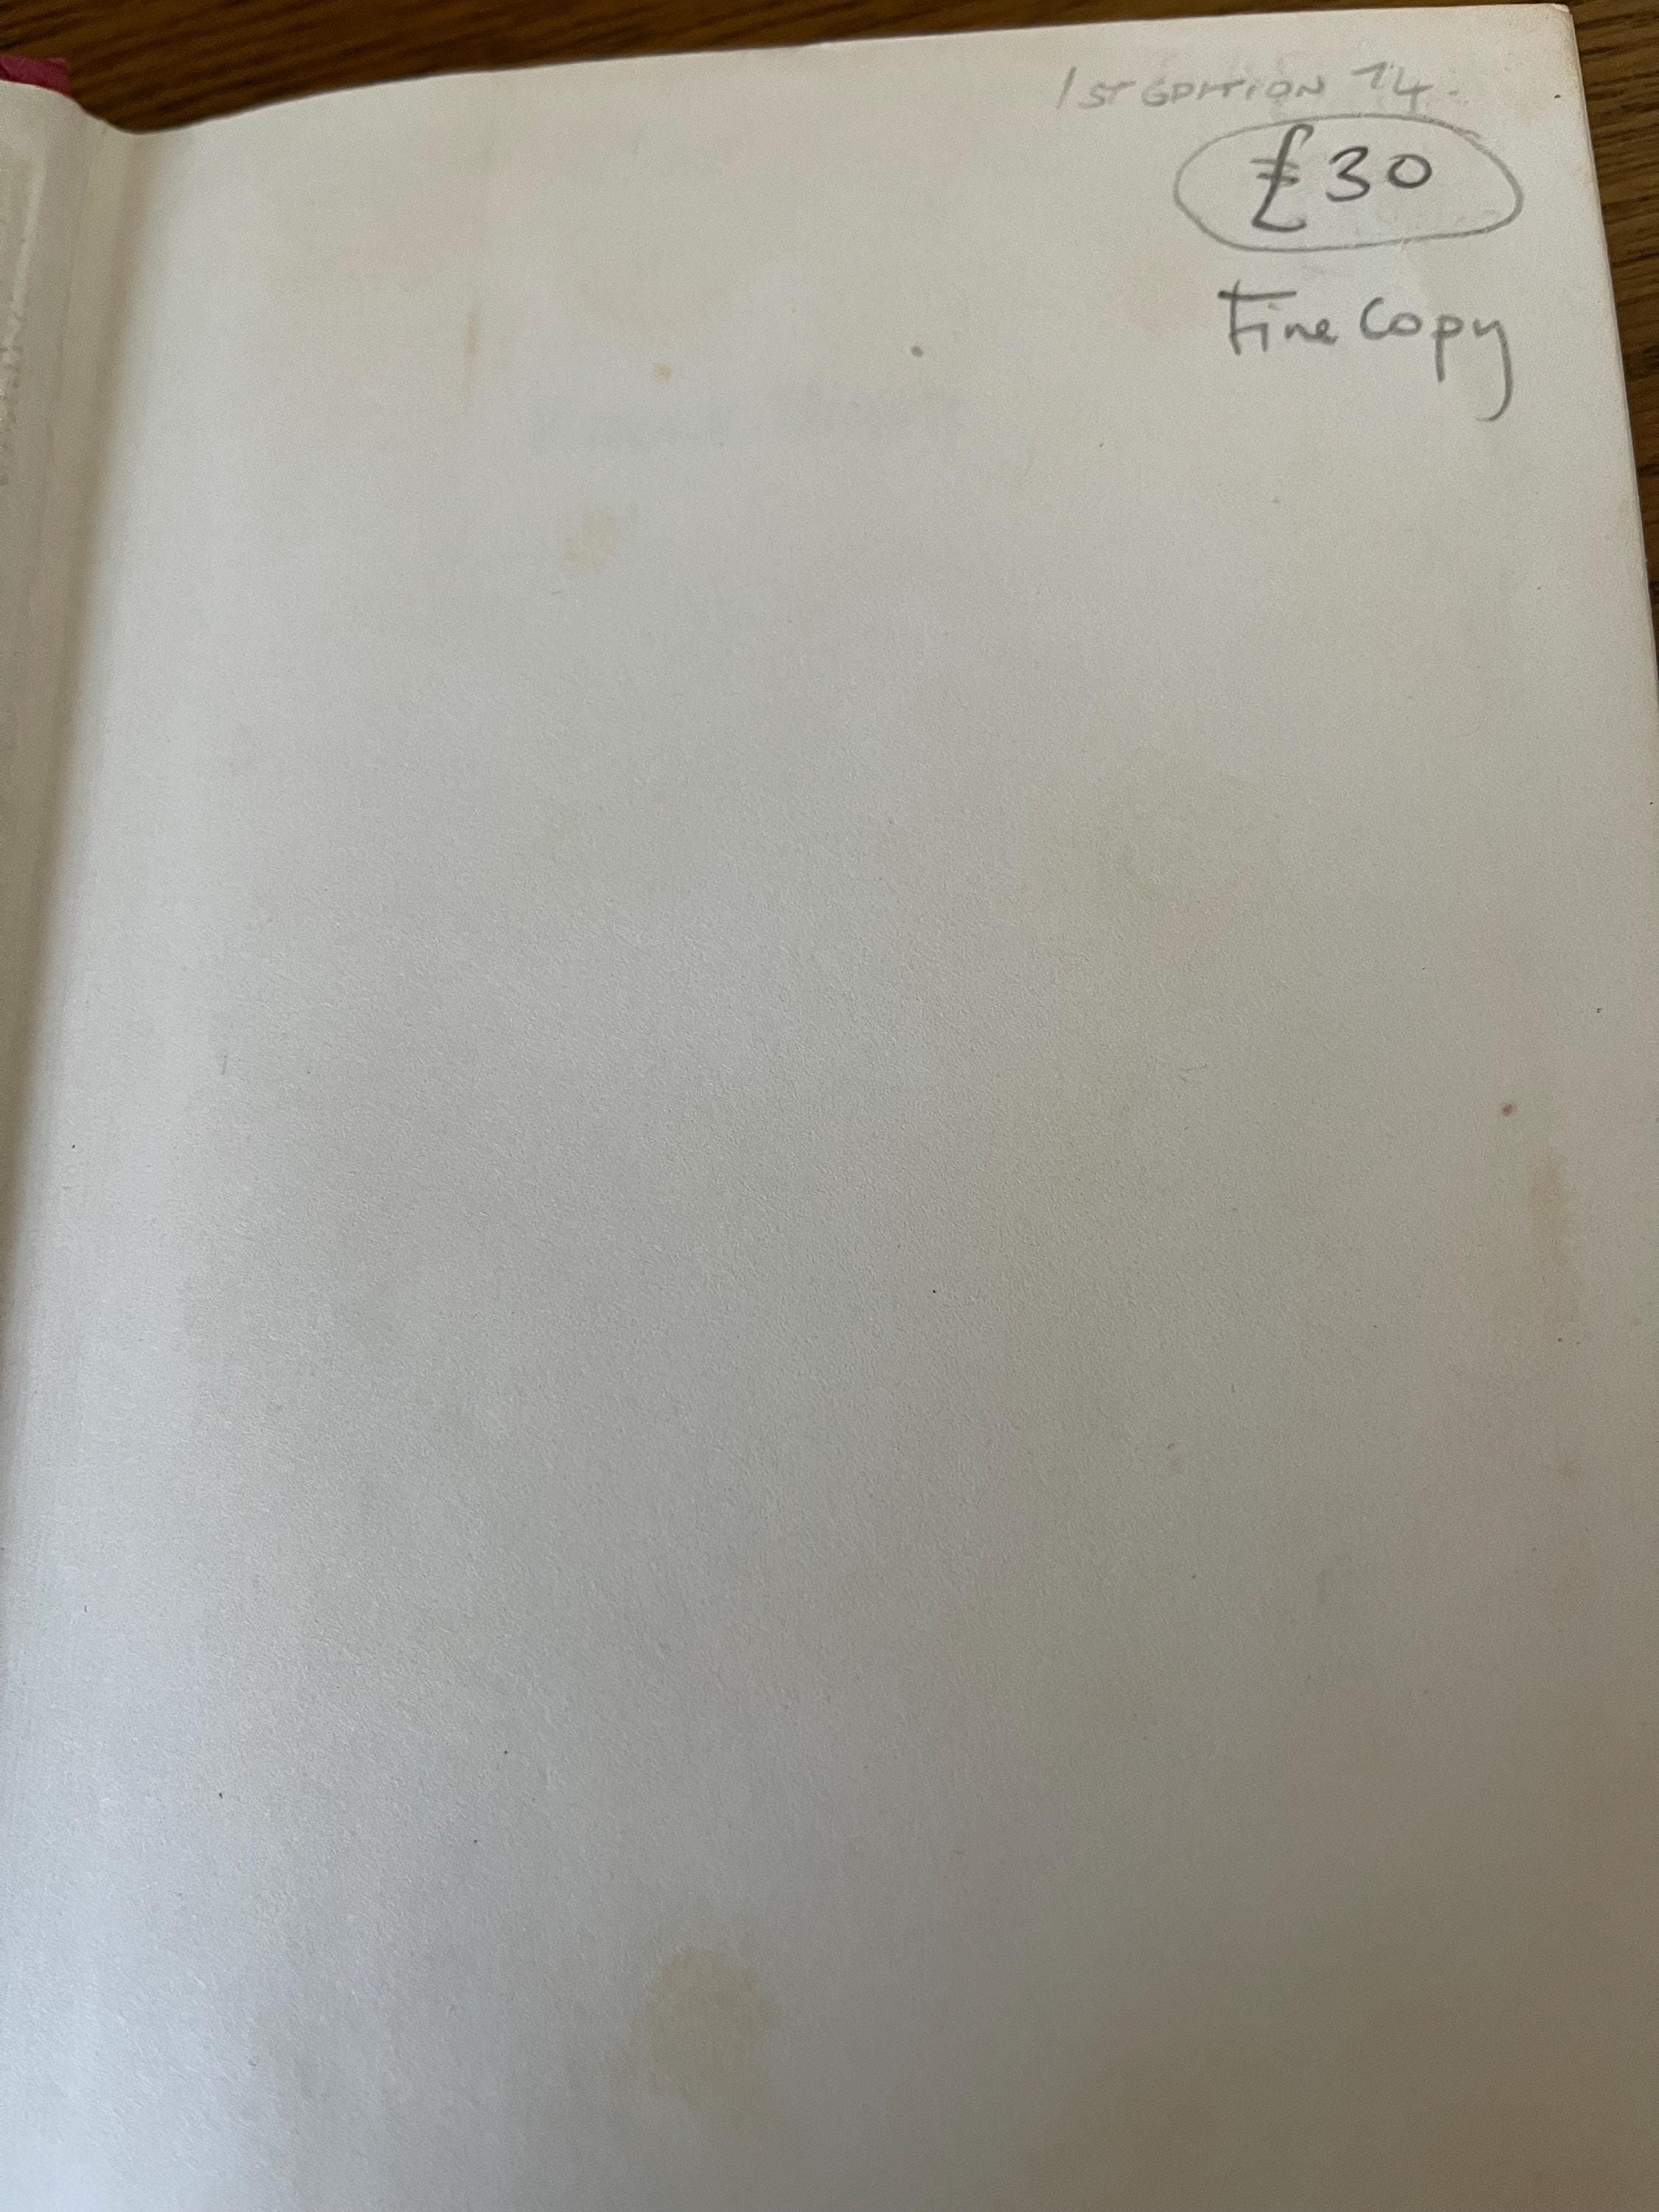 1ST EDITION 74.
£30
Fine Copy